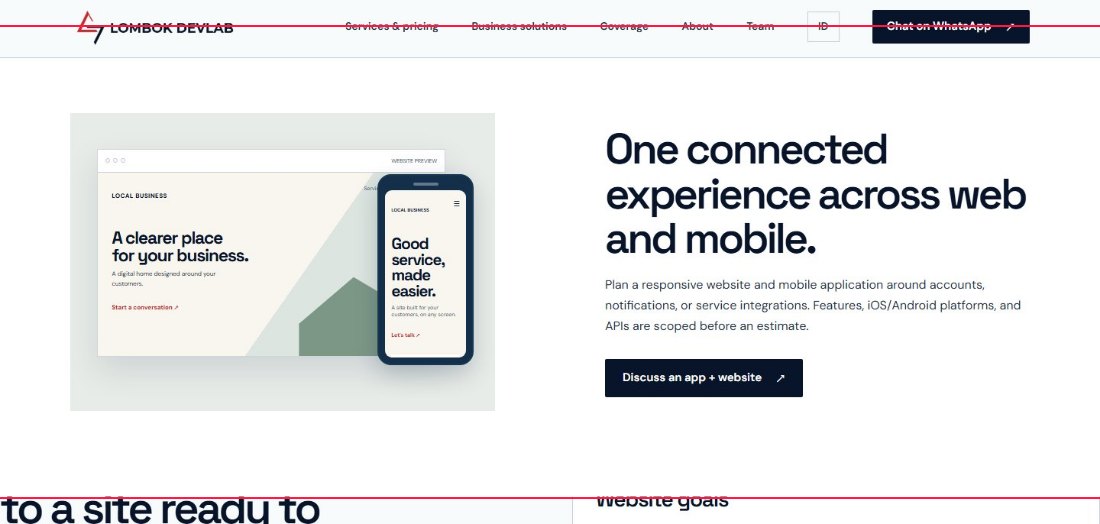 LOMBOK DEVLAB
Services & pricing
Business solutions
Coverage
About
Team
ID
Chat on WhatsApp ↗
WEBSITE PREVIEW
LOCAL BUSINESS
A clearer place
for your business.
A digital home designed around your
customers.
Start a conversation ↗
LOCAL BUSINESS
Good
service,
made
easier.
A site built for your
customers, on any screen.
Let's talk ↗
One connected
experience across web
and mobile.
Plan a responsive website and mobile application around accounts,
notifications, or service integrations. Features, iOS/Android platforms, and
APIs are scoped before an estimate.
Discuss an app + website ↗
to a site ready to
Website goals